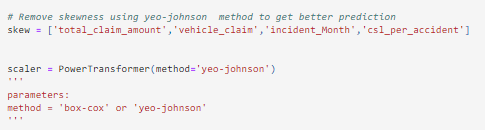 # Remove skewness using yeo-johnson  method to get better prediction
skew = ['total_claim_amount','vehicle_claim','incident_Month','csl_per_accident']
scaler = PowerTransformer(method='yeo-johnson')
'''
parameters:
method = 'box-cox' or 'yeo-johnson'
'''